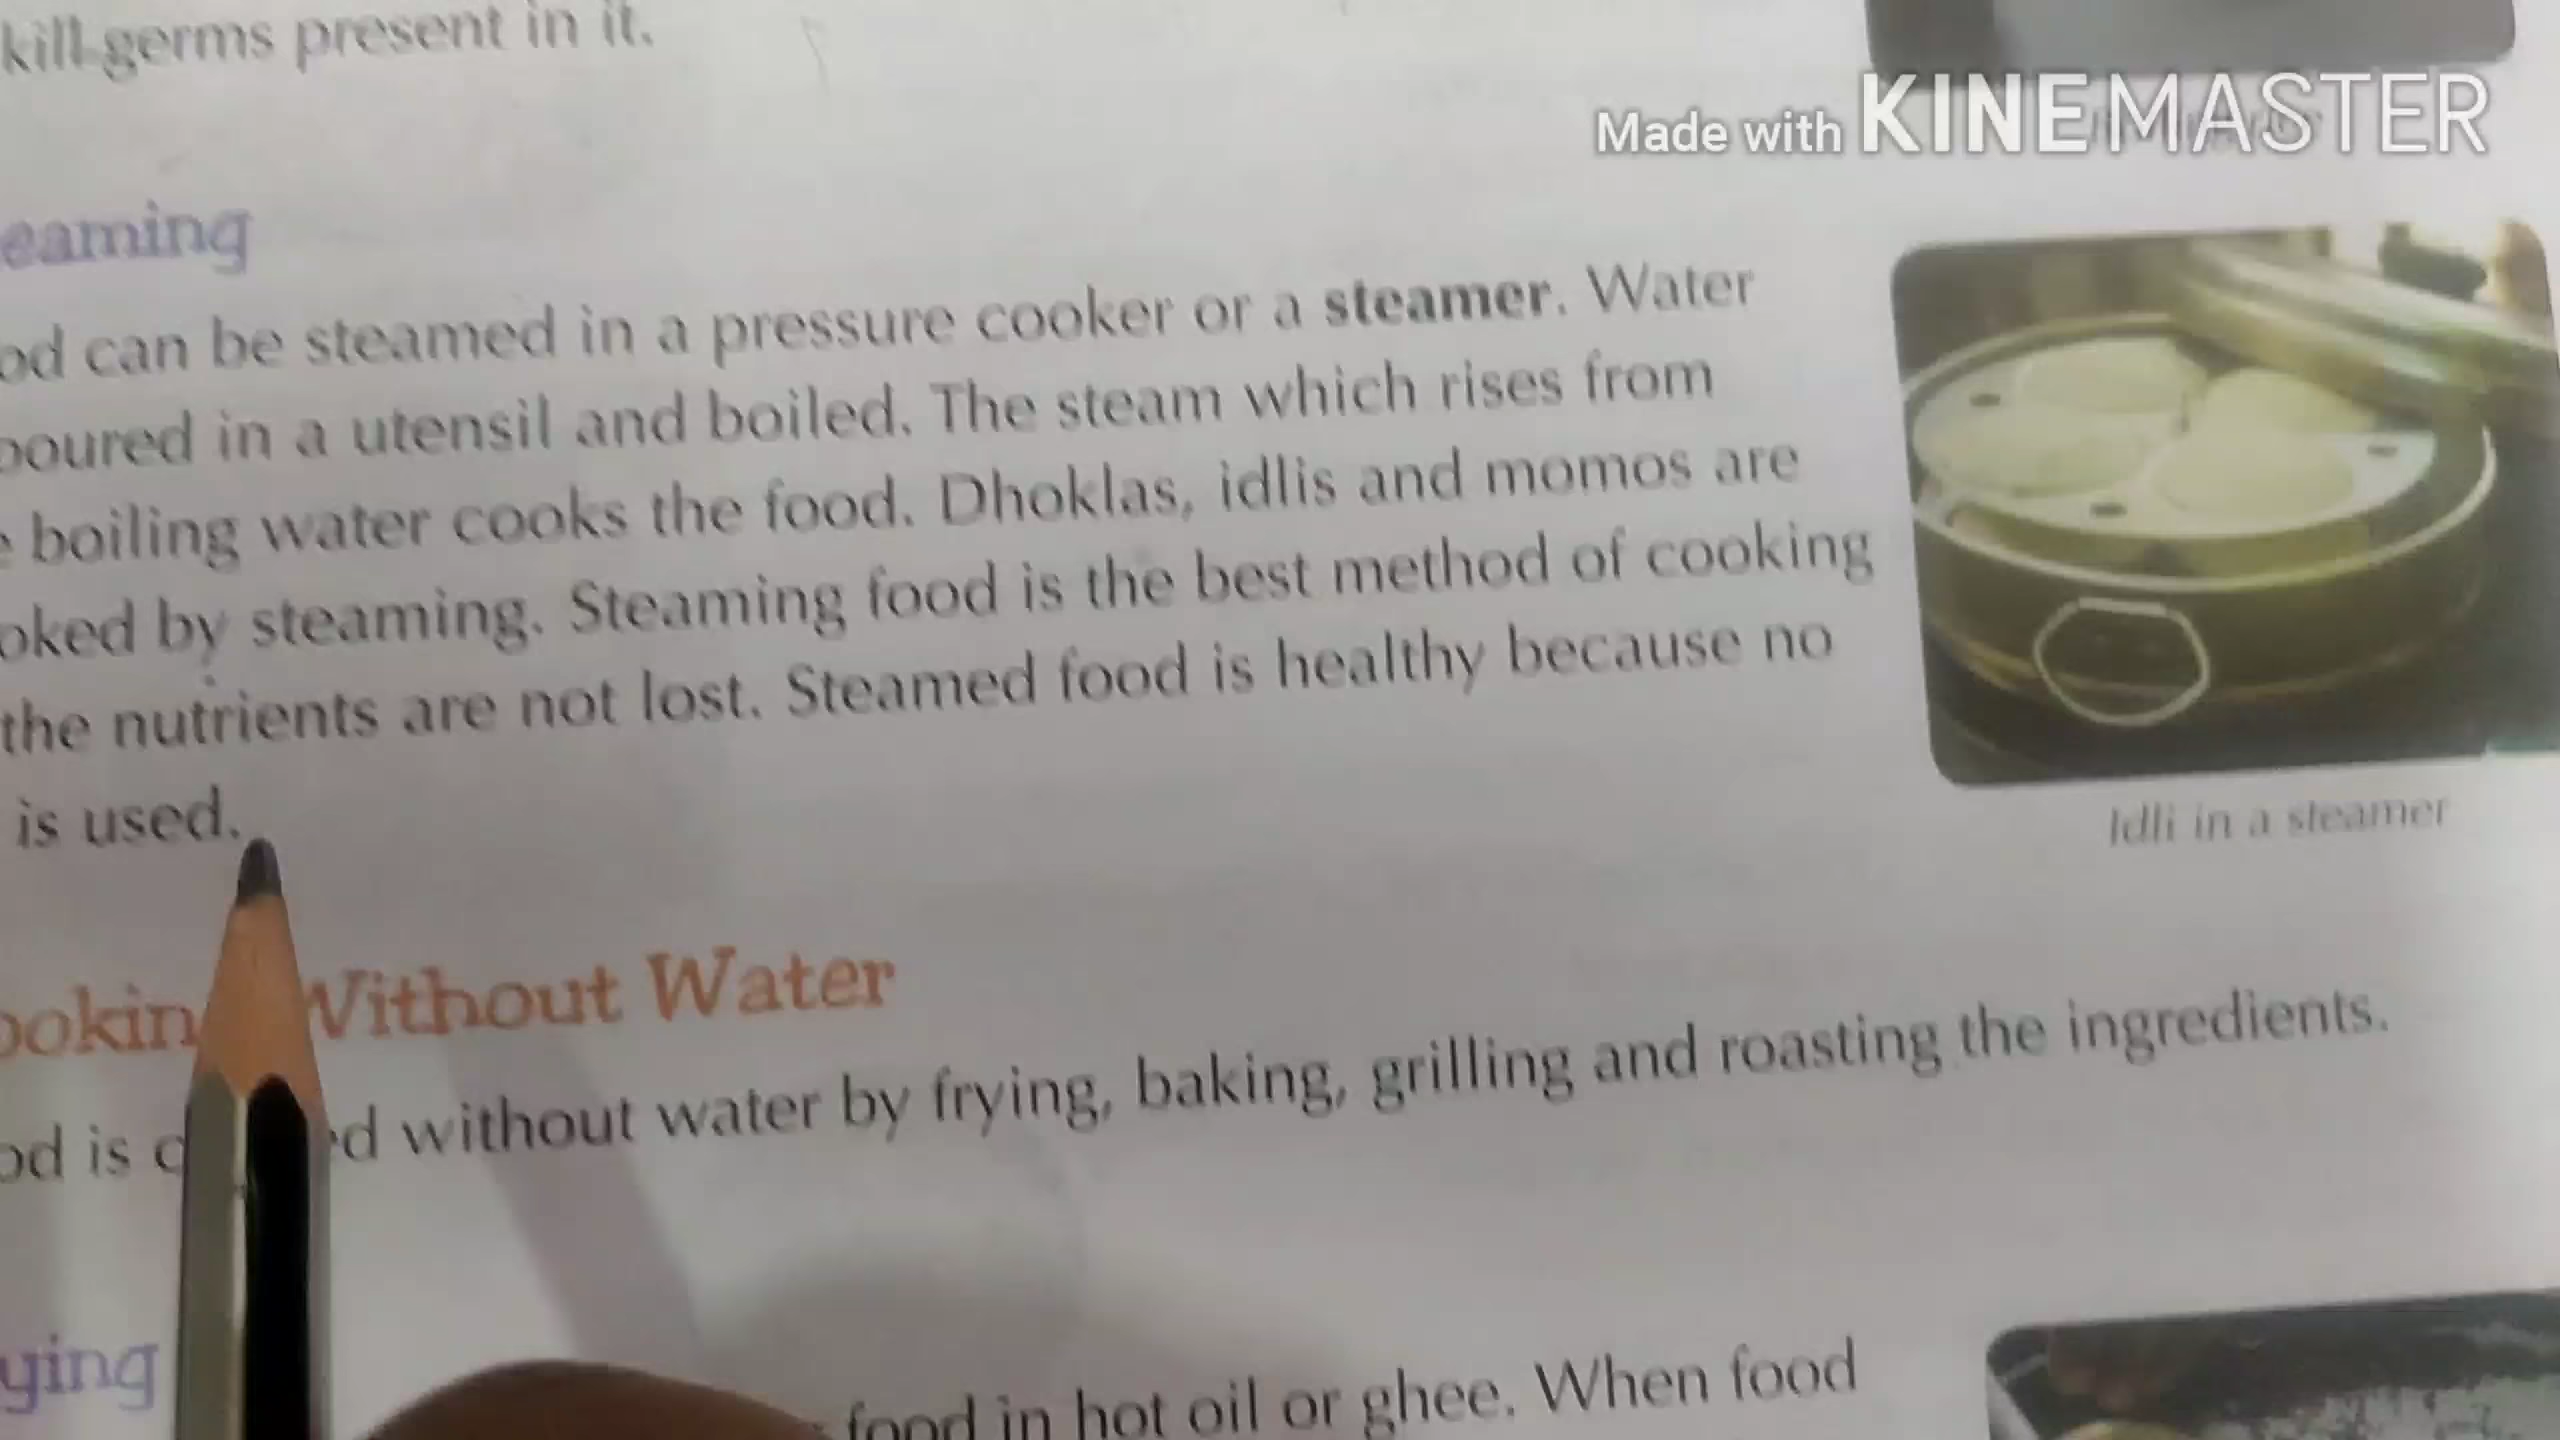 kill germs present in it.
Made with KINEMASTER
eaming
od can be steamed in a pressure cooker or a steamer. Water
poured in a utensil and boiled. The steam which rises from
e boiling water cooks the food. Dhoklas, idlis and momos are
oked by steaming. Steaming food is the best method of cooking
the nutrients are not lost. Steamed food is healthy because no
is used.
Idli in a steamer
ookin Without Water
od is d without water by frying, baking, grilling and roasting the ingredients.
ying
food in hot oil or ghee. When food